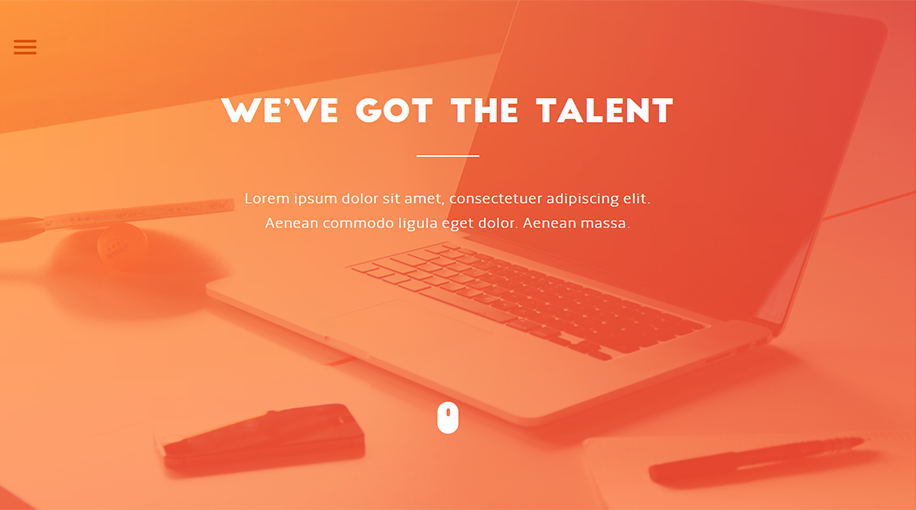 WE'VE GOT THE TALENT
Lorem ipsum dolor sit amet, consectetuer adipiscing elit.
Aenean commodo ligula eget dolor. Aenean massa.